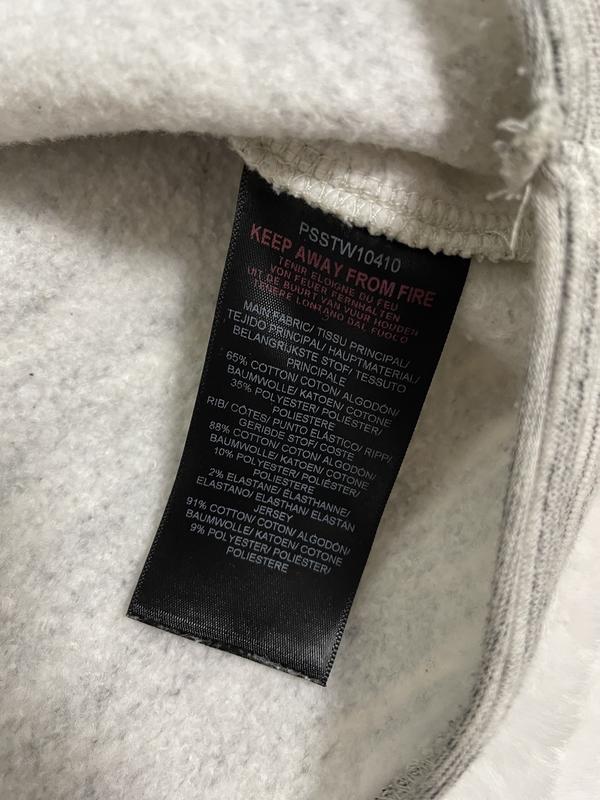 PSSTW10410
KEEP AWAY FROM FIRE
TENIR ELOIGNE DU FEU
VON FEUER FERNHALTEN
UIT DE BUURT VAN VUUR HOUDEN
TENERE LONTANO DAL FUOCO
MAIN FABRIC/ TISSU PRINCIPAL/
TEJIDO PRINCIPAL/ HAUPTMATERIAL/
BELANGRIJKSTE STOF/ TESSUTO
PRINCIPALE
65% COTTON/ COTON/ ALGODÓN/
BAUMWOLLE/ KATOEN/ COTONE
35% POLYESTER/ POLIÉSTER/
POLIESTERE
RIB/ CÔTES/ PUNTO ELÁSTICO/ RIPP/
GERIBDE STOF/ COSTE
88% COTTON/ COTON/ ALGODÓN/
BAUMWOLLE/ KATOEN/ COTONE
10% POLYESTER/ POLIÉSTER/
POLIESTERE
2% ELASTANE/ ÉLASTHANNE/
ELASTANO/ ELASTHAN/ ELASTAN
JERSEY
91% COTTON/ COTON/ ALGODÓN/
BAUMWOLLE/ KATOEN/ COTONE
9% POLYESTER/ POLIÉSTER/
POLIESTERE